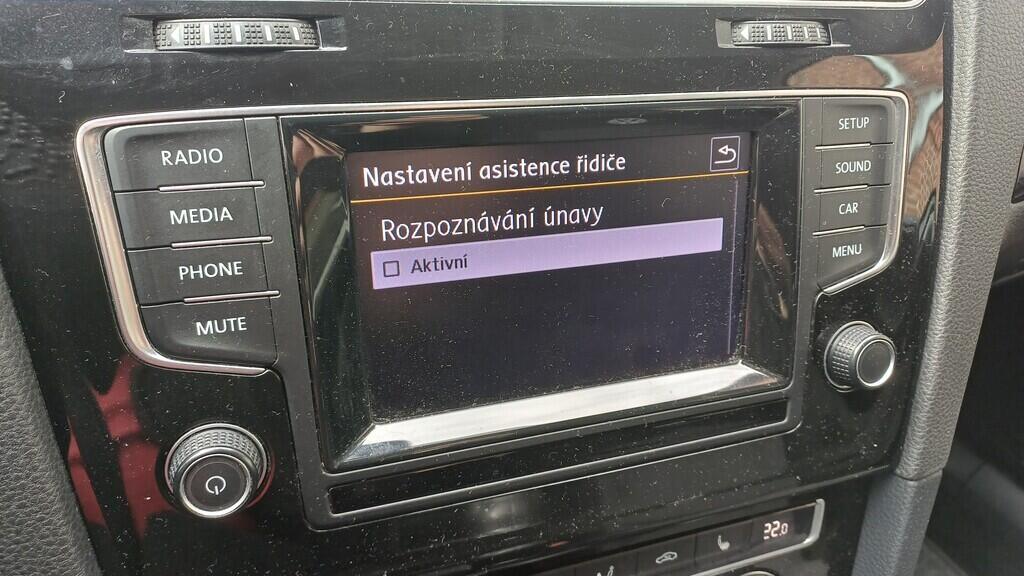 RADIO
MEDIA
PHONE
MUTE
Nastavení asistence řidiče
Rozpoznávání únavy
Aktivní
SETUP
SOUND
CAR
MENU
22.0